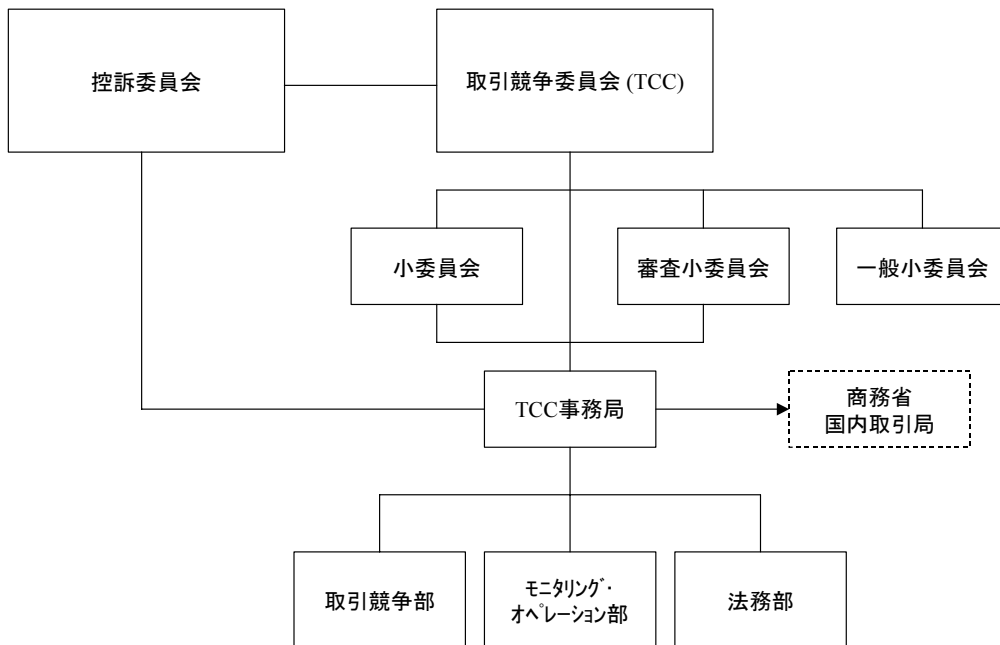 控訴委員会
取引競争委員会 (TCC)
小委員会
審査小委員会
一般小委員会
TCC事務局
商務省
国内取引局
取引競争部
ﾓﾆﾀﾘﾝｸﾞ･
ｵﾍﾟﾚｰｼｮﾝ部
法務部